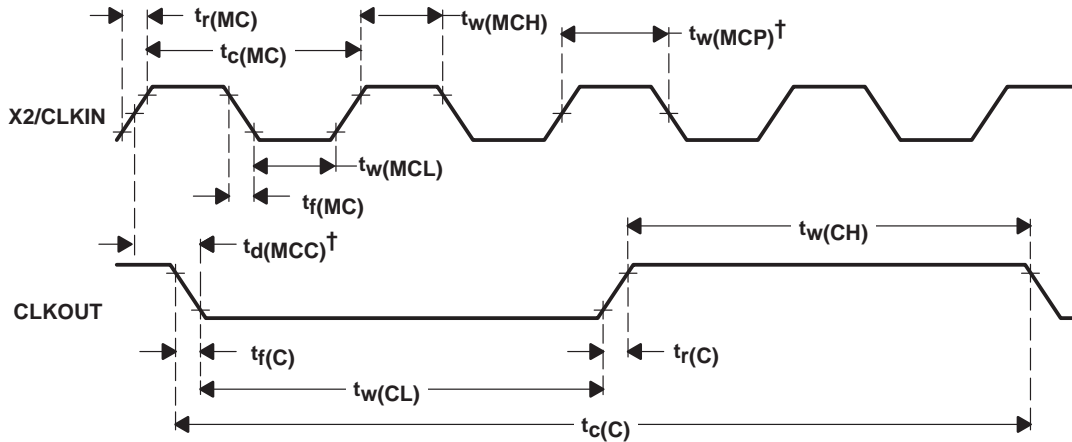 tr(MC)
tw(MCH)
tw(MCP)†
tc(MC)
X2/CLKIN
tw(MCL)
tf(MC)
tw(CH)
td(MCC)†
CLKOUT
tf(C)
tr(C)
tw(CL)
tc(C)